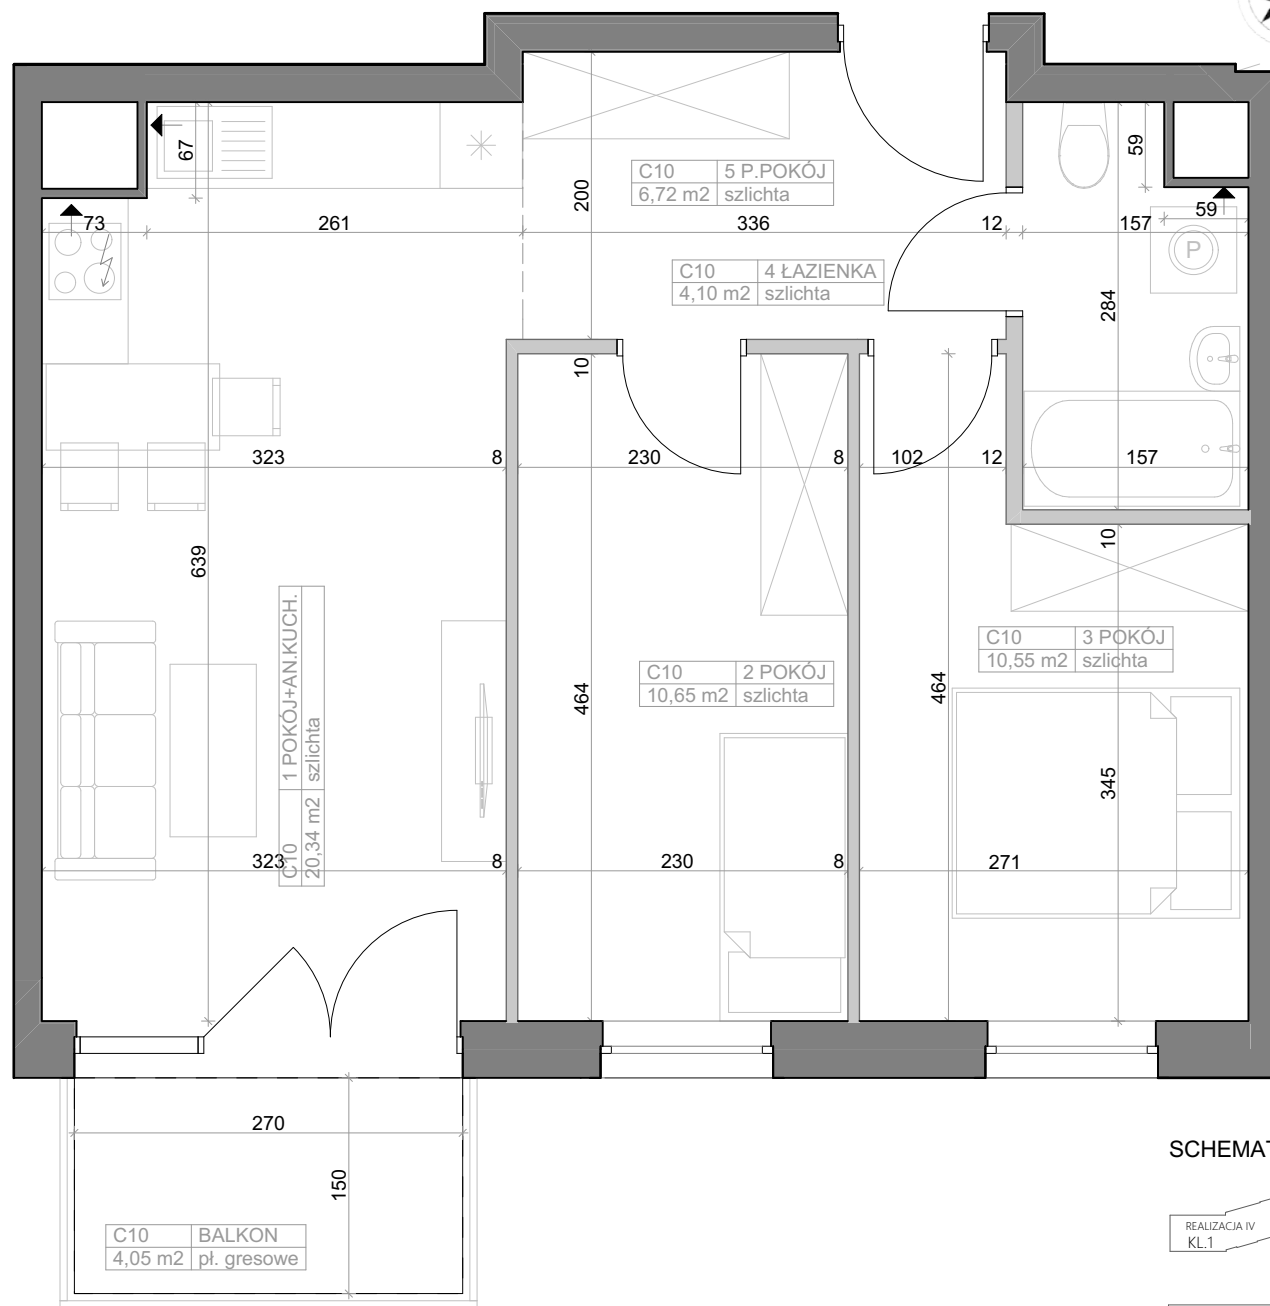 67
59
C10 5 P.POKÓJ
6,72 m2 szlichta
200
73
261
336
12
157
59
P
C10 4 ŁAZIENKA
4,10 m2 szlichta
284
10
323
8
230
8
102
12
157
10
639
C10 1 POKÓJ+AN.KUCH.
20,34 m2 szlichta
C10 3 POKÓJ
10,55 m2 szlichta
C10 2 POKÓJ
10,65 m2 szlichta
464
464
345
323
8
230
8
271
270
150
C10 BALKON
4,05 m2 pł. gresowe
SCHEMAT
REALIZACJA IV
KL.1